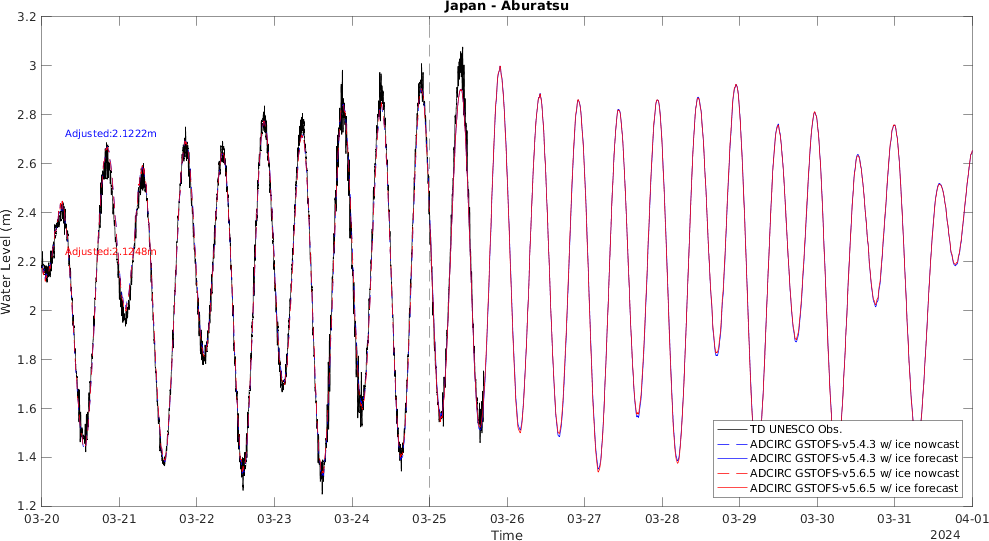 Japan - Aburatsu
3.2
3
2.8
2.6
2.4
2.2
2
1.8
1.6
1.4
1.2
Water Level (m)
Adjusted:2.1222m
Adjusted:2.1248m
TD UNESCO Obs.
ADCIRC GSTOFS-v5.4.3 w/ ice nowcast
ADCIRC GSTOFS-v5.4.3 w/ ice forecast
ADCIRC GSTOFS-v5.6.5 w/ ice nowcast
ADCIRC GSTOFS-v5.6.5 w/ ice forecast
03-20 03-21 03-22 03-23 03-24 03-25 03-26 03-27 03-28 03-29 03-30 03-31 04-01
Time
2024